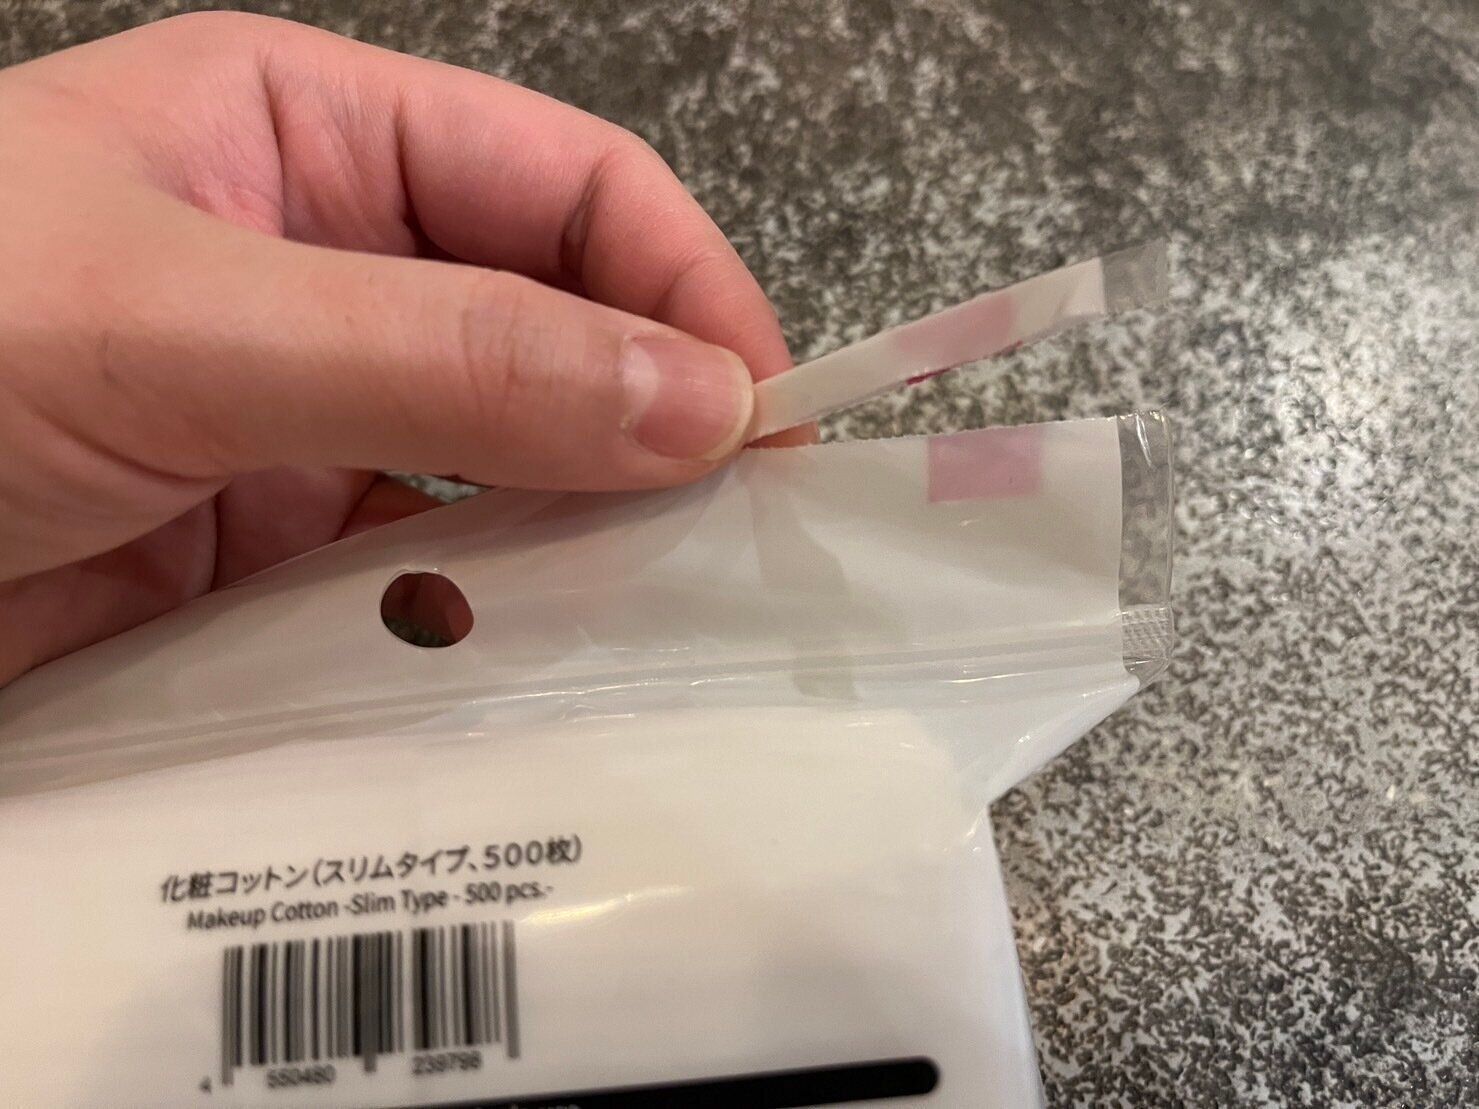 化粧コットン(スリムタイプ、500枚)
Makeup Cotton -Slim Type - 500 pcs.-
4 550480 238798